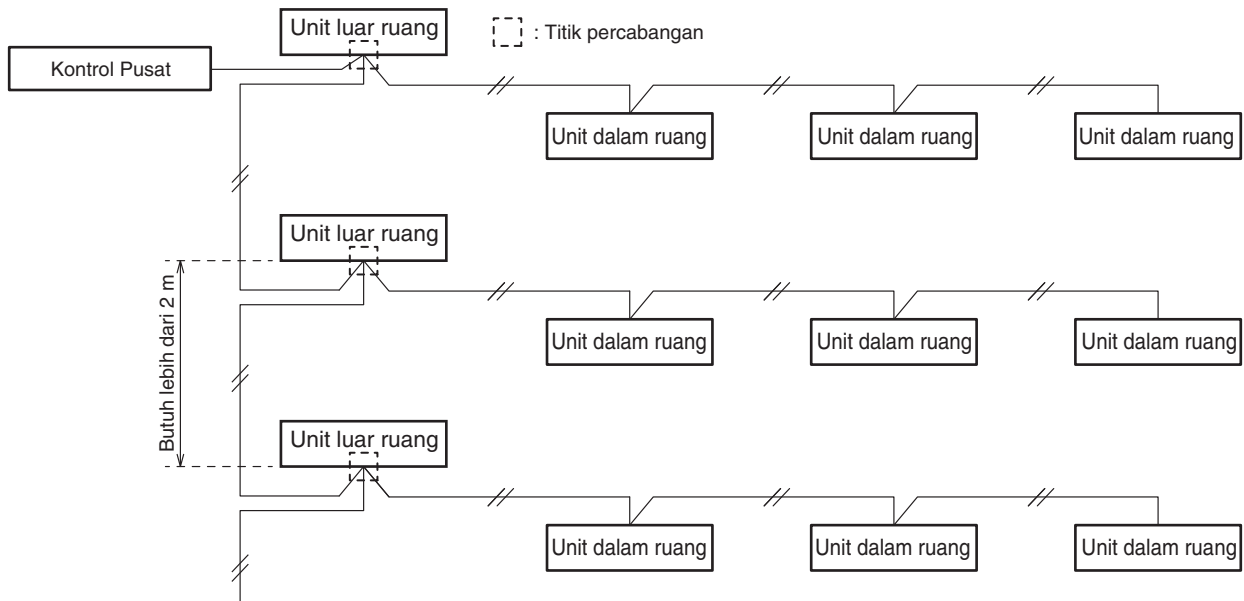 Unit luar ruang
: Titik percabangan
Kontrol Pusat
Unit dalam ruang
Unit dalam ruang
Unit dalam ruang
Unit luar ruang
Butuh lebih dari 2 m
Unit dalam ruang
Unit dalam ruang
Unit dalam ruang
Unit luar ruang
Unit dalam ruang
Unit dalam ruang
Unit dalam ruang